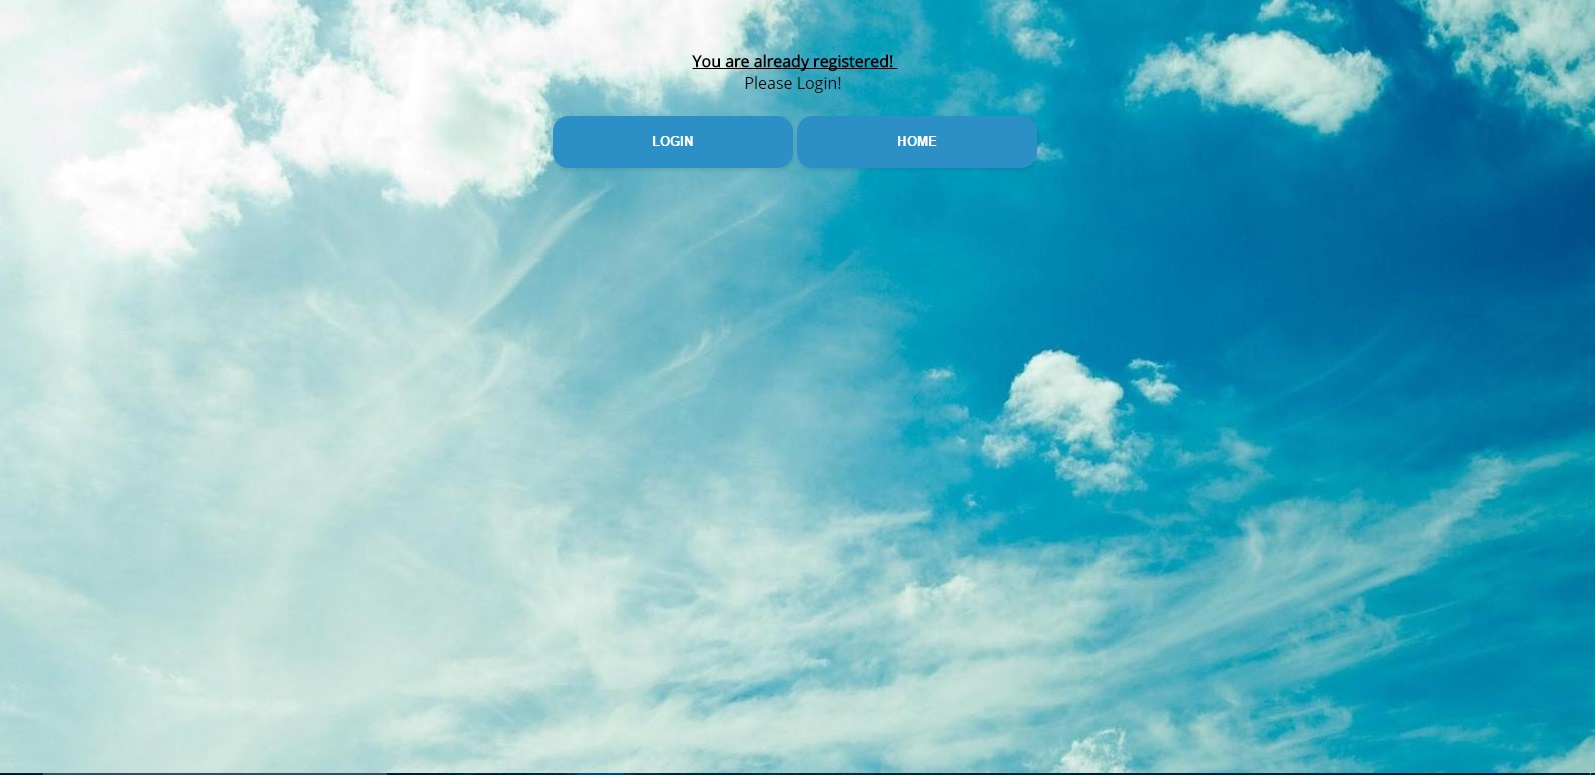 You are already registered!
Please Login!
LOGIN HOME